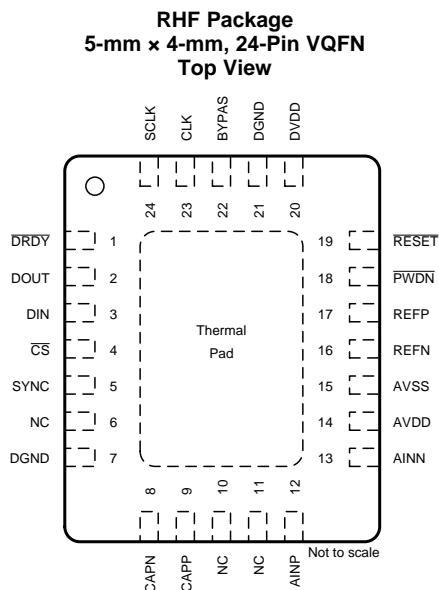 RHF Package
5-mm × 4-mm, 24-Pin VQFN
Top View
SCLK
CLK
BYPAS
DGND
DVDD
24
23
22
21
20
DRDY 1
DOUT 2
DIN 3
CS 4
SYNC 5
NC 6
DGND 7
Thermal
Pad
19 RESET
18 PWDN
17 REFP
16 REFN
15 AVSS
14 AVDD
13 AINN
8
9
10
11
12
CAPN
CAPP
NC
NC
AINP
Not to scale